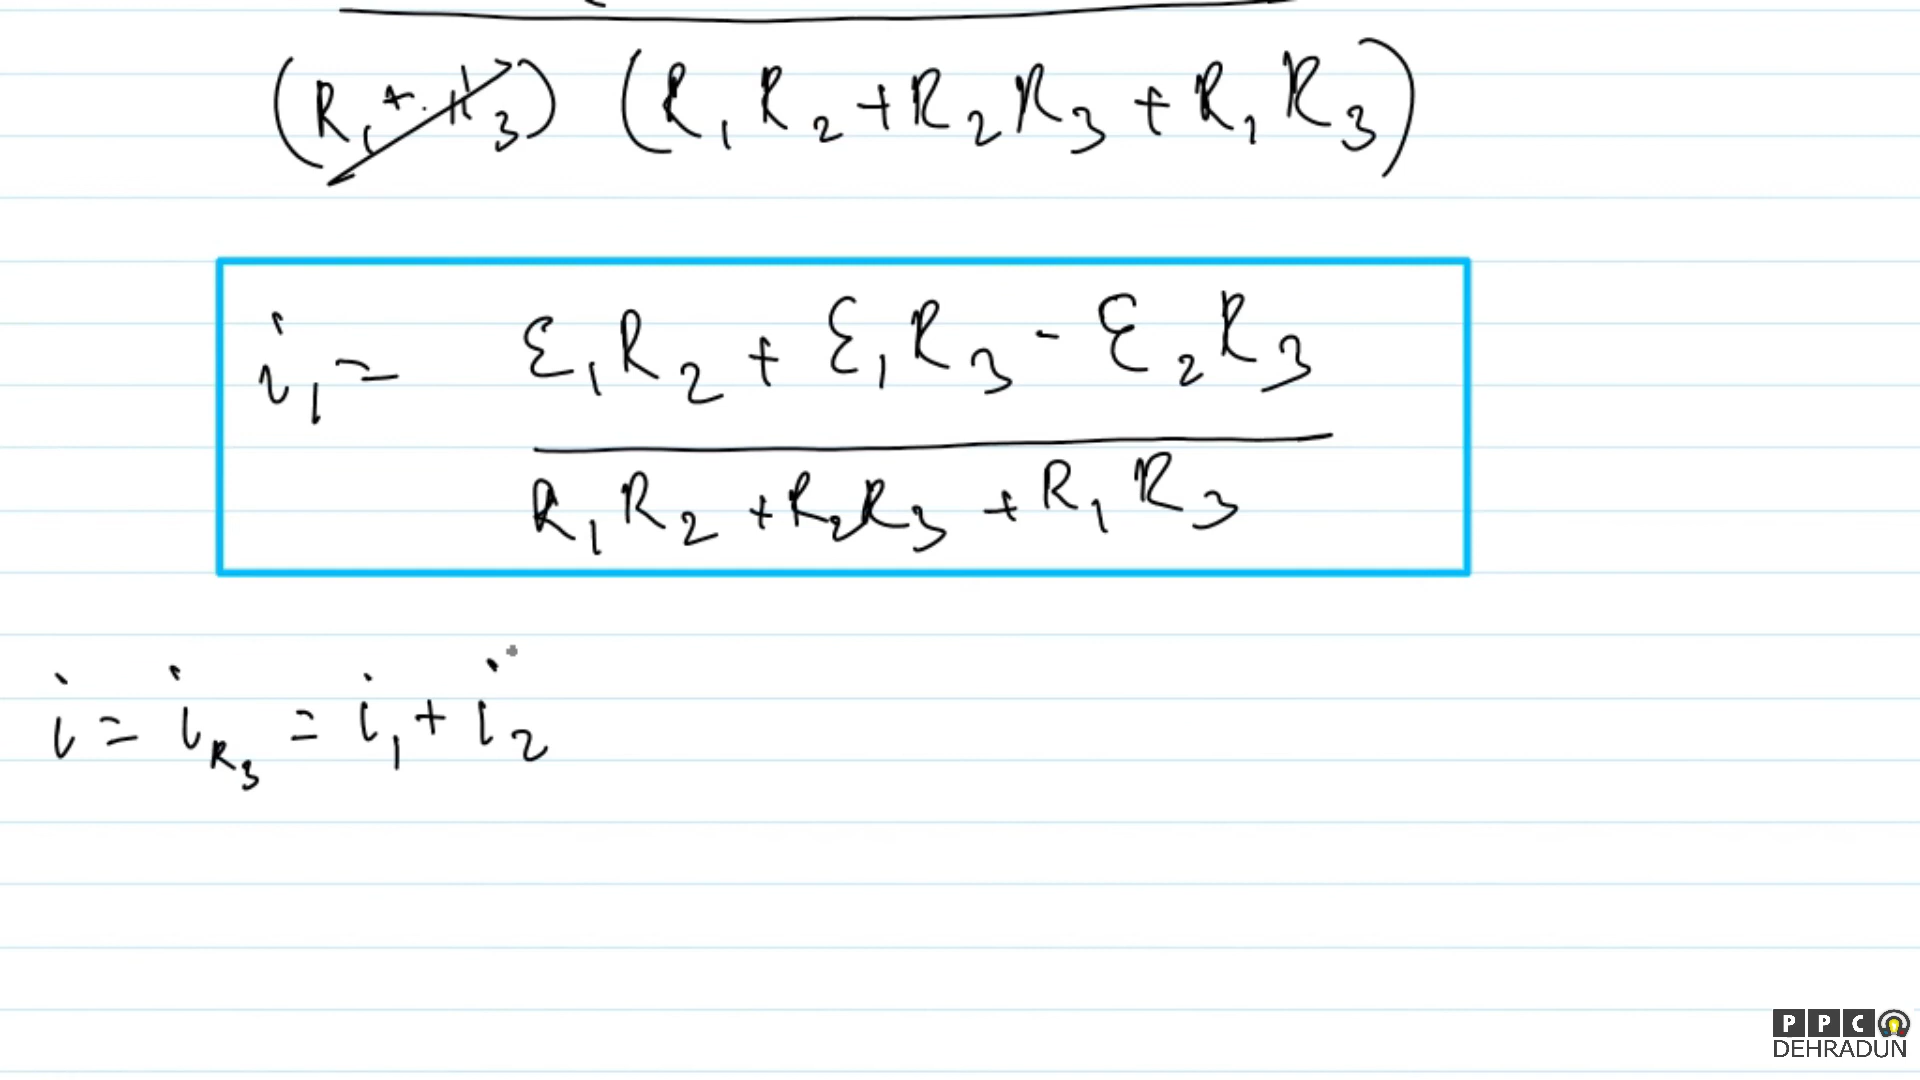 (R₁ + R₃) (R₁R₂ + R₂R₃ + R₁R₃)
i₁ = ε₁R₂ + ε₁R₃ - ε₂R₃
R₁R₂ + R₂R₃ + R₁R₃
i = i_R₃ = i₁ + i₂
PPC
DEHRADUN